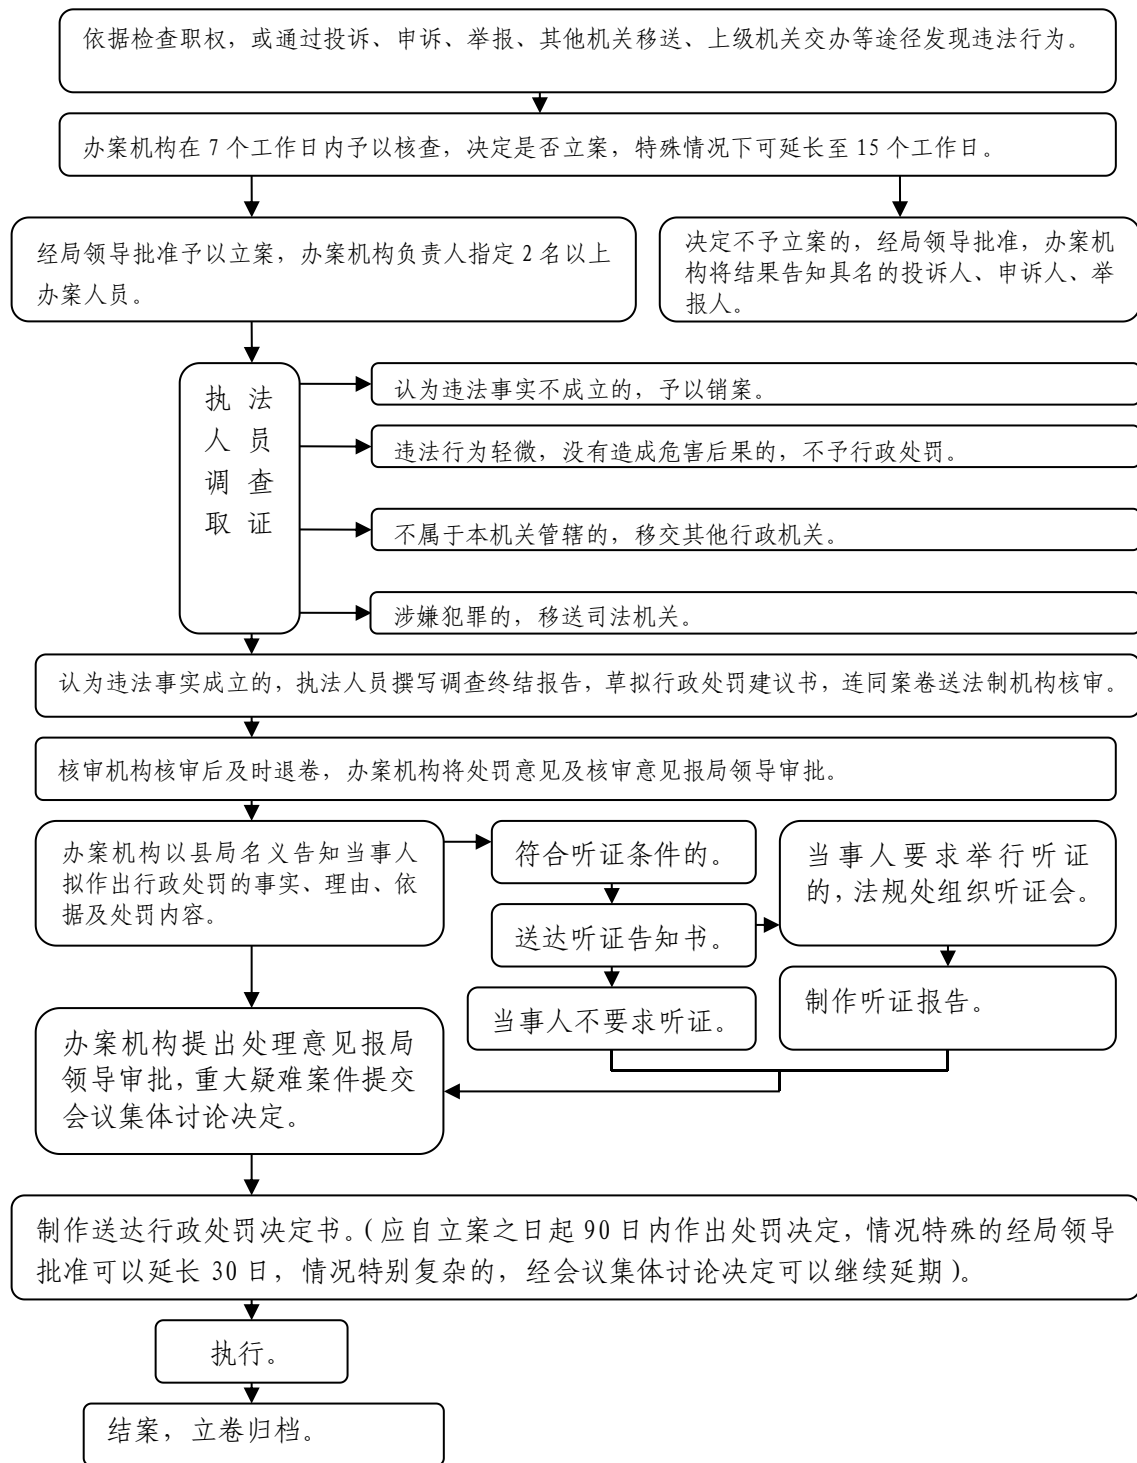 依据检查职权，或通过投诉、申诉、举报、其他机关移送、上级机关交办等途径发现违法行为。
办案机构在 7 个工作日内予以核查，决定是否立案，特殊情况下可延长至 15 个工作日。
经局领导批准予以立案，办案机构负责人指定 2 名以上
办案人员。
决定不予立案的，经局领导批准，办案机
构将结果告知具名的投诉人、申诉人、举
报人。
执 法
人 员
调 查
取 证
认为违法事实不成立的，予以销案。
违法行为轻微，没有造成危害后果的，不予行政处罚。
不属于本机关管辖的，移交其他行政机关。
涉嫌犯罪的，移送司法机关。
认为违法事实成立的，执法人员撰写调查终结报告，草拟行政处罚建议书，连同案卷送法制机构核审。
核审机构核审后及时退卷，办案机构将处罚意见及核审意见报局领导审批。
办案机构以县局名义告知当事人
拟作出行政处罚的事实、理由、依
据及处罚内容。
符合听证条件的。
送达听证告知书。
当事人不要求听证。
当事人要求举行听证
的，法规处组织听证会。
制作听证报告。
办案机构提出处理意见报局
领导审批，重大疑难案件提交
会议集体讨论决定。
制作送达行政处罚决定书。（应自立案之日起 90 日内作出处罚决定，情况特殊的经局领导
批准可以延长 30 日，情况特别复杂的，经会议集体讨论决定可以继续延期）。
执行。
结案，立卷归档。